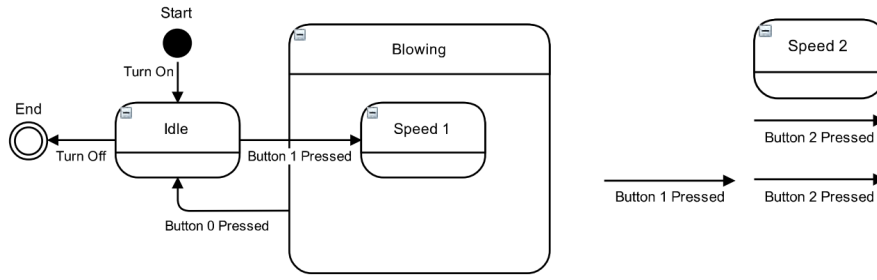 Start
Turn On
End
Idle
Turn Off
Blowing
Speed 1
Button 1 Pressed
Button 0 Pressed
Speed 2
Button 2 Pressed
Button 1 Pressed
Button 2 Pressed